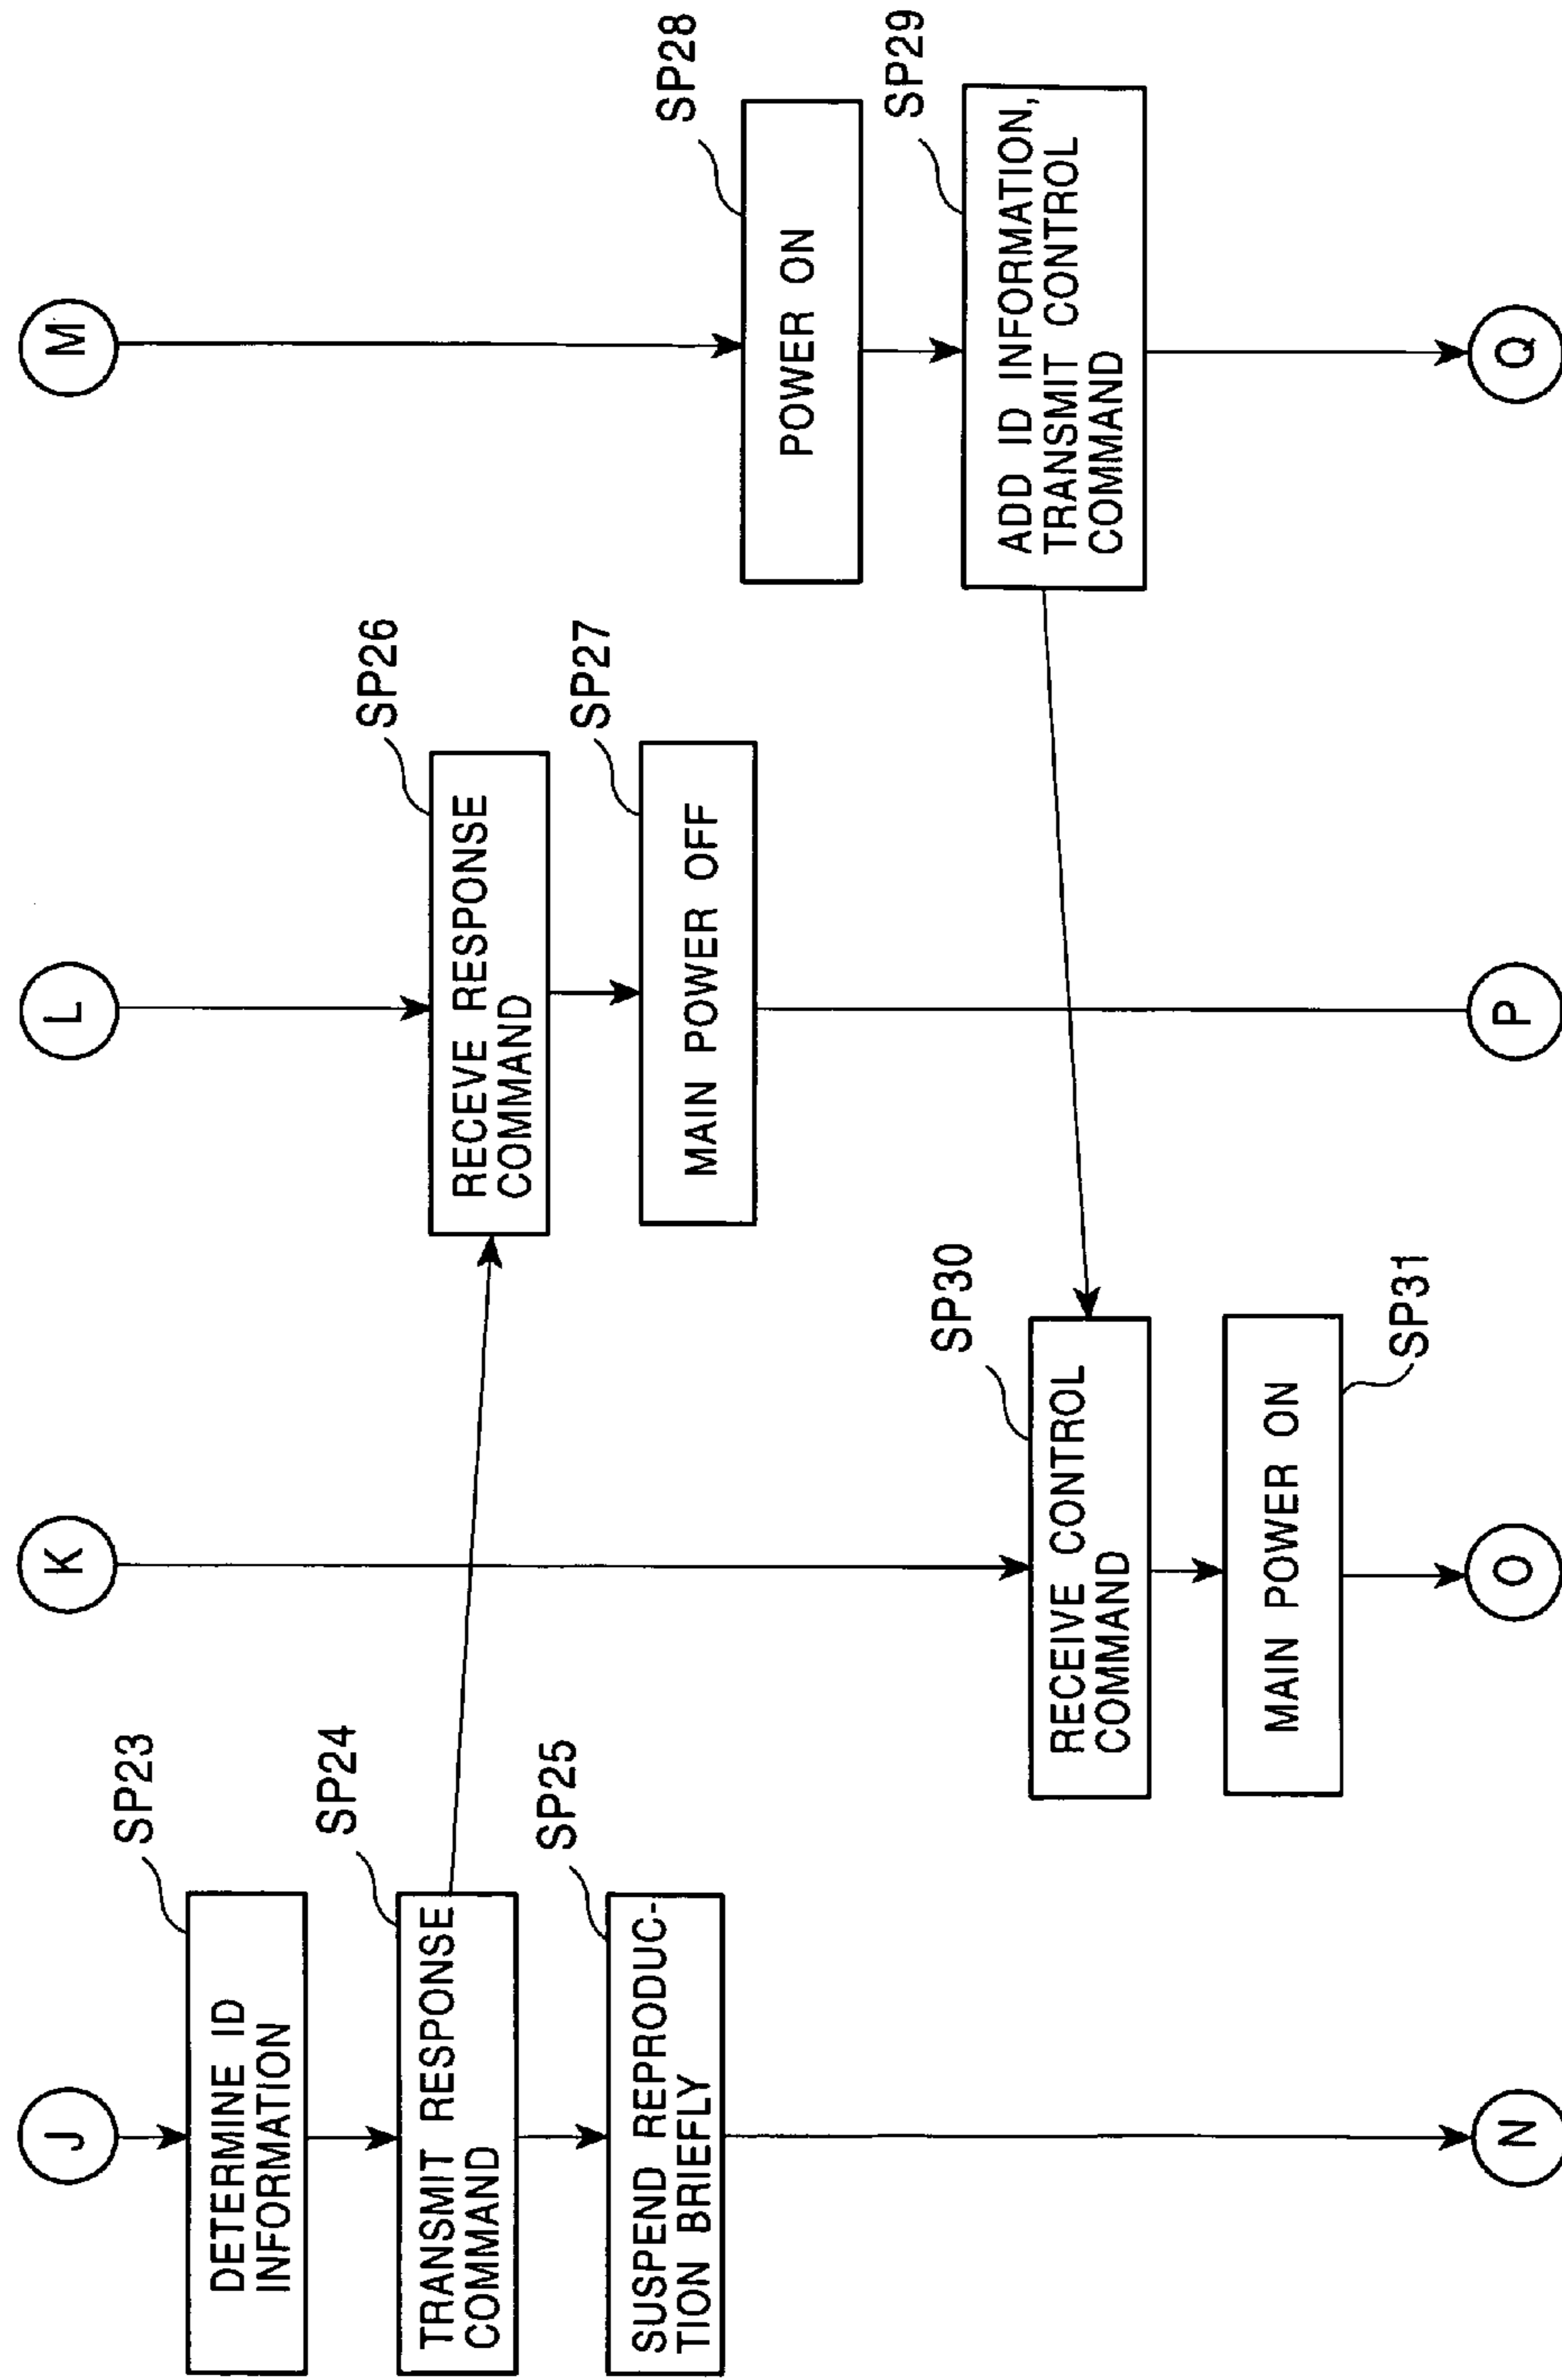 J
K
L
M
SP23
DETERMINE ID
INFORMATION
SP24
TRANSMIT RESPONSE
COMMAND
SP25
SUSPEND REPRODUC-
TION BRIEFLY
SP26
RECEVE RESPONSE
COMMAND
SP27
MAIN POWER OFF
SP28
POWER ON
SP29
ADD ID INFORMATION,
TRANSMIT CONTROL
COMMAND
SP30
RECEIVE CONTROL
COMMAND
SP31
MAIN POWER ON
N
O
P
Q